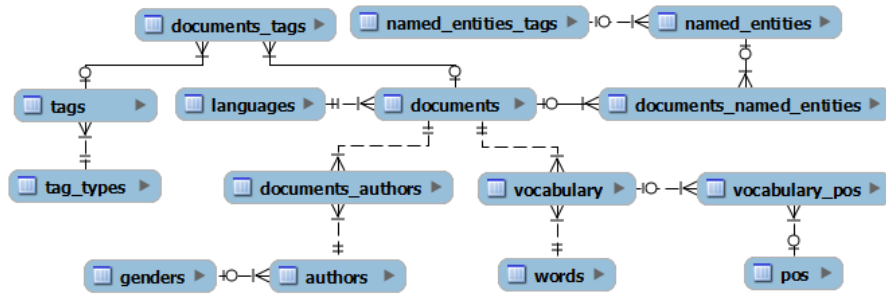 documents_tags
named_entities_tags
named_entities
tags
languages
documents
documents_named_entities
tag_types
documents_authors
vocabulary
vocabulary_pos
genders
authors
words
pos